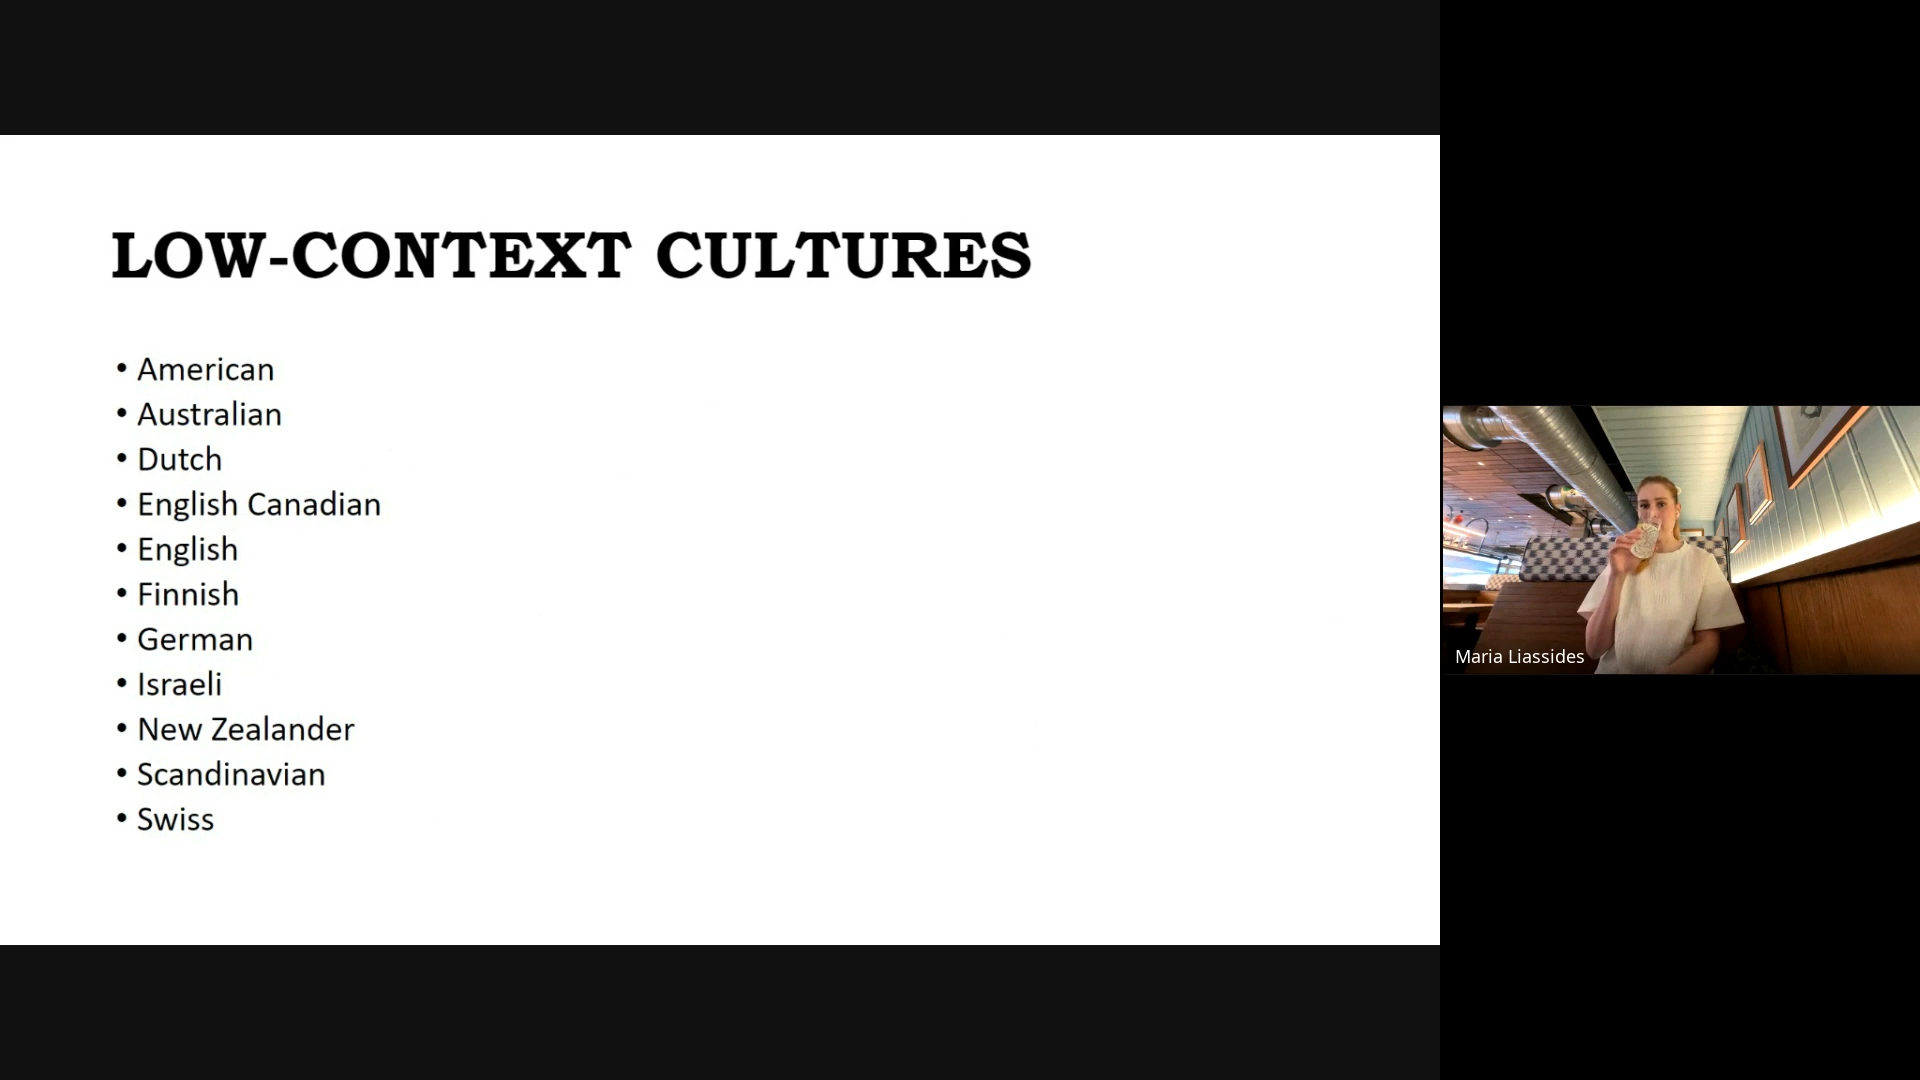 LOW-CONTEXT CULTURES
• American
• Australian
• Dutch
• English Canadian
• English
• Finnish
• German
• Israeli
• New Zealander
• Scandinavian
• Swiss
Maria Liassides